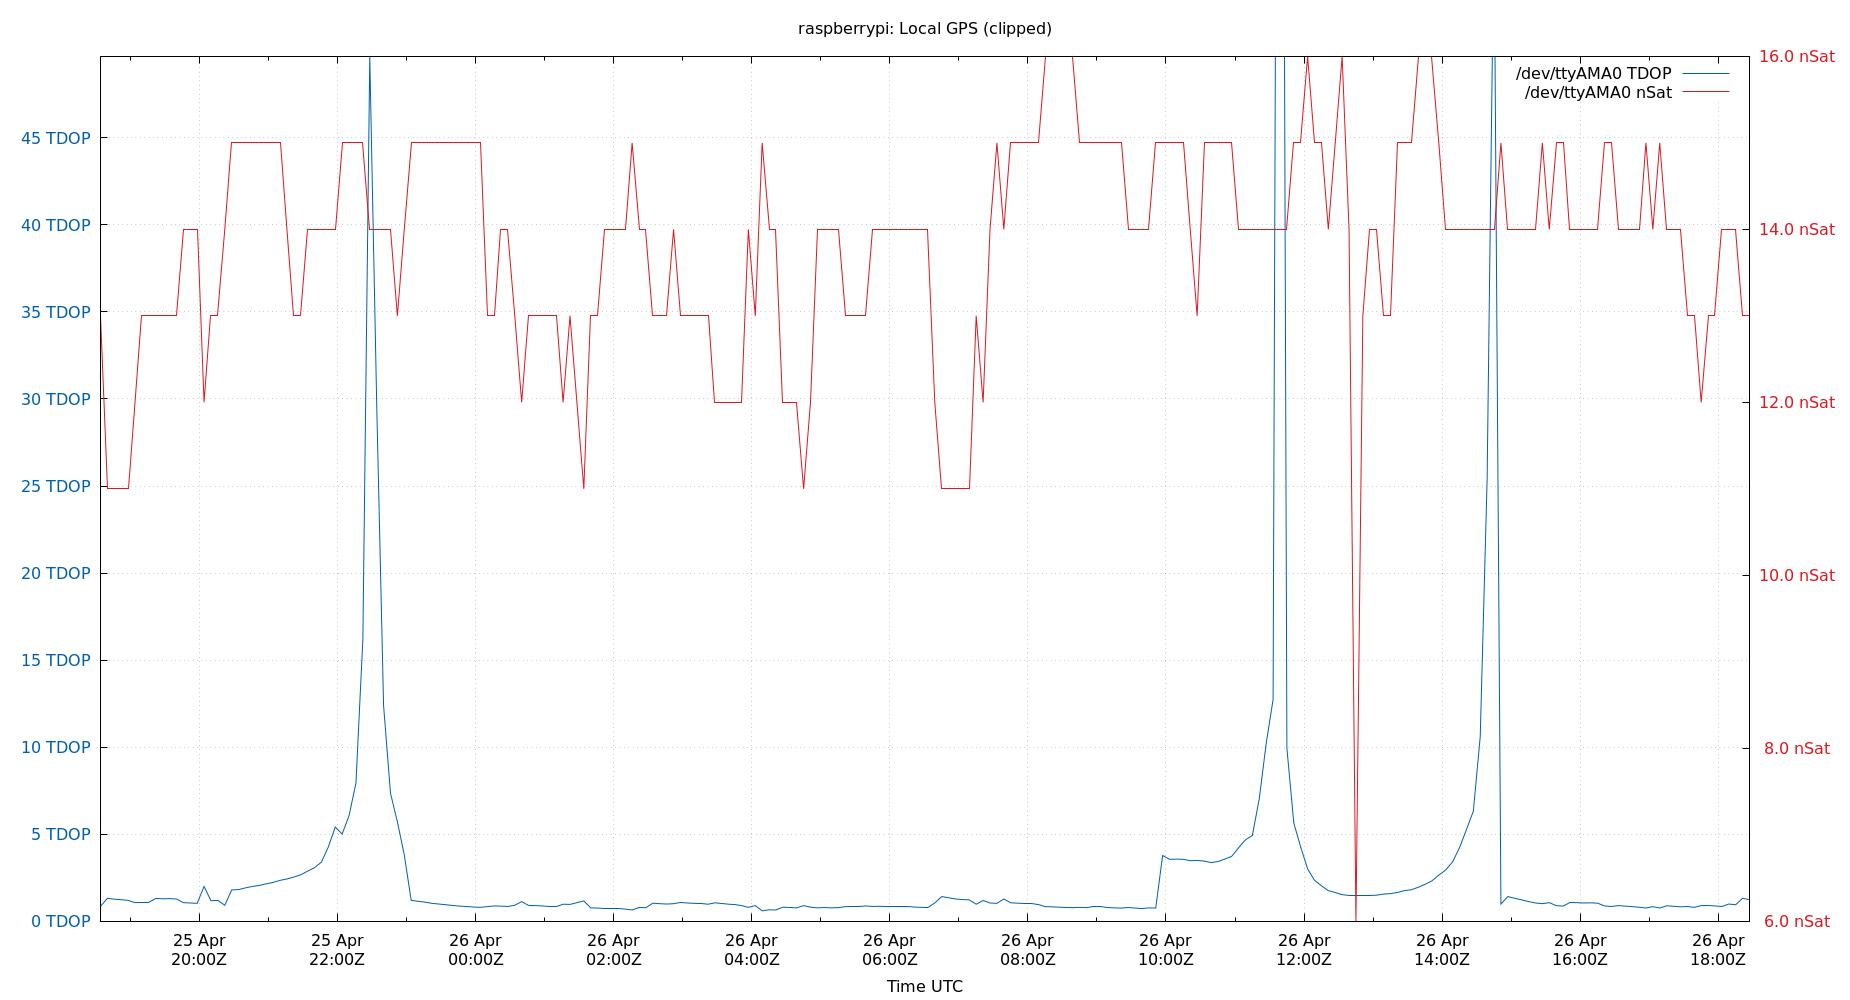 raspberrypi: Local GPS (clipped)
16.0 nSat
/dev/ttyAMA0 TDOP
/dev/ttyAMA0 nSat
45 TDOP
40 TDOP
14.0 nSat
35 TDOP
30 TDOP
12.0 nSat
25 TDOP
20 TDOP
10.0 nSat
15 TDOP
10 TDOP
8.0 nSat
5 TDOP
0 TDOP
6.0 nSat
25 Apr 25 Apr 26 Apr 26 Apr 26 Apr 26 Apr 26 Apr 26 Apr 26 Apr 26 Apr 26 Apr 26 Apr
20:00Z 22:00Z 00:00Z 02:00Z 04:00Z 06:00Z 08:00Z 10:00Z 12:00Z 14:00Z 16:00Z 18:00Z
Time UTC